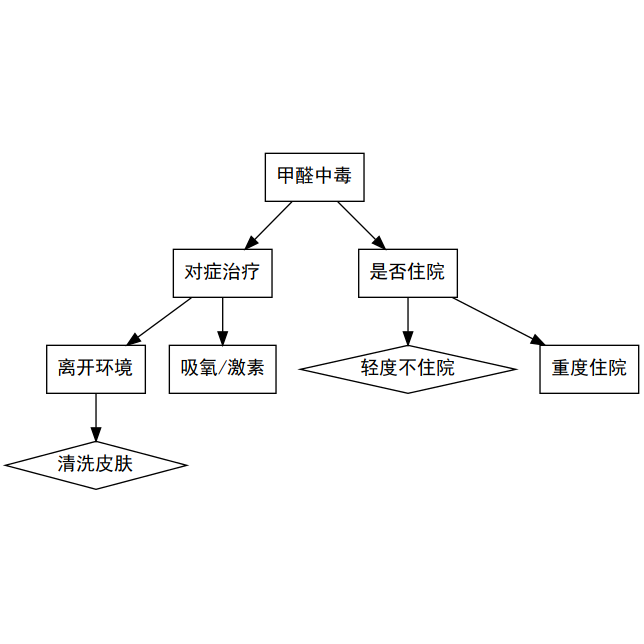 甲醛中毒
对症治疗
是否住院
离开环境
吸氧/激素
轻度不住院
重度住院
清洗皮肤